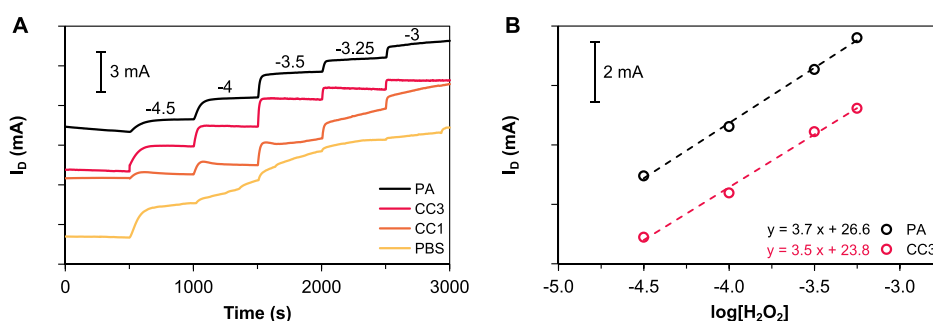 A
3 mA
-4.5
-4
-3.5
-3.25
-3
I_D (mA)
PA
CC3
CC1
PBS
0
1000
2000
3000
Time (s)
B
2 mA
I_D (mA)
y = 3.7 x + 26.6
PA
y = 3.5 x + 23.8
CC3
-5.0
-4.5
-4.0
-3.5
-3.0
log[H₂O₂]